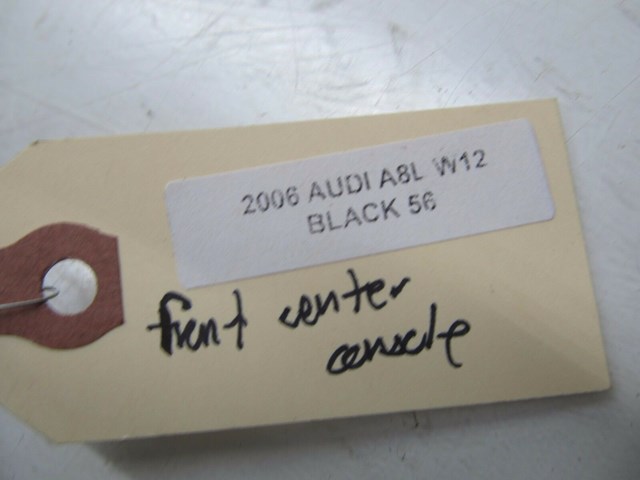 2006 AUDI A8L W12
BLACK 56
front center
console